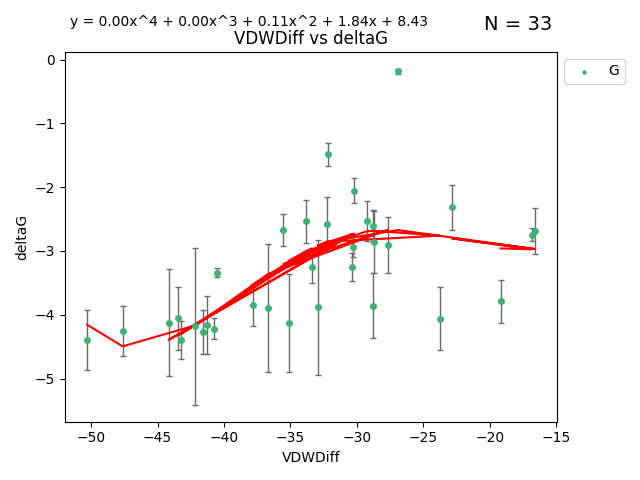 y = 0.00x^4 + 0.00x^3 + 0.11x^2 + 1.84x + 8.43
N = 33
VDWDiff vs deltaG
G
0
−1
−2
−3
−4
−5
deltaG
−50 −45 −40 −35 −30 −25 −20 −15
VDWDiff